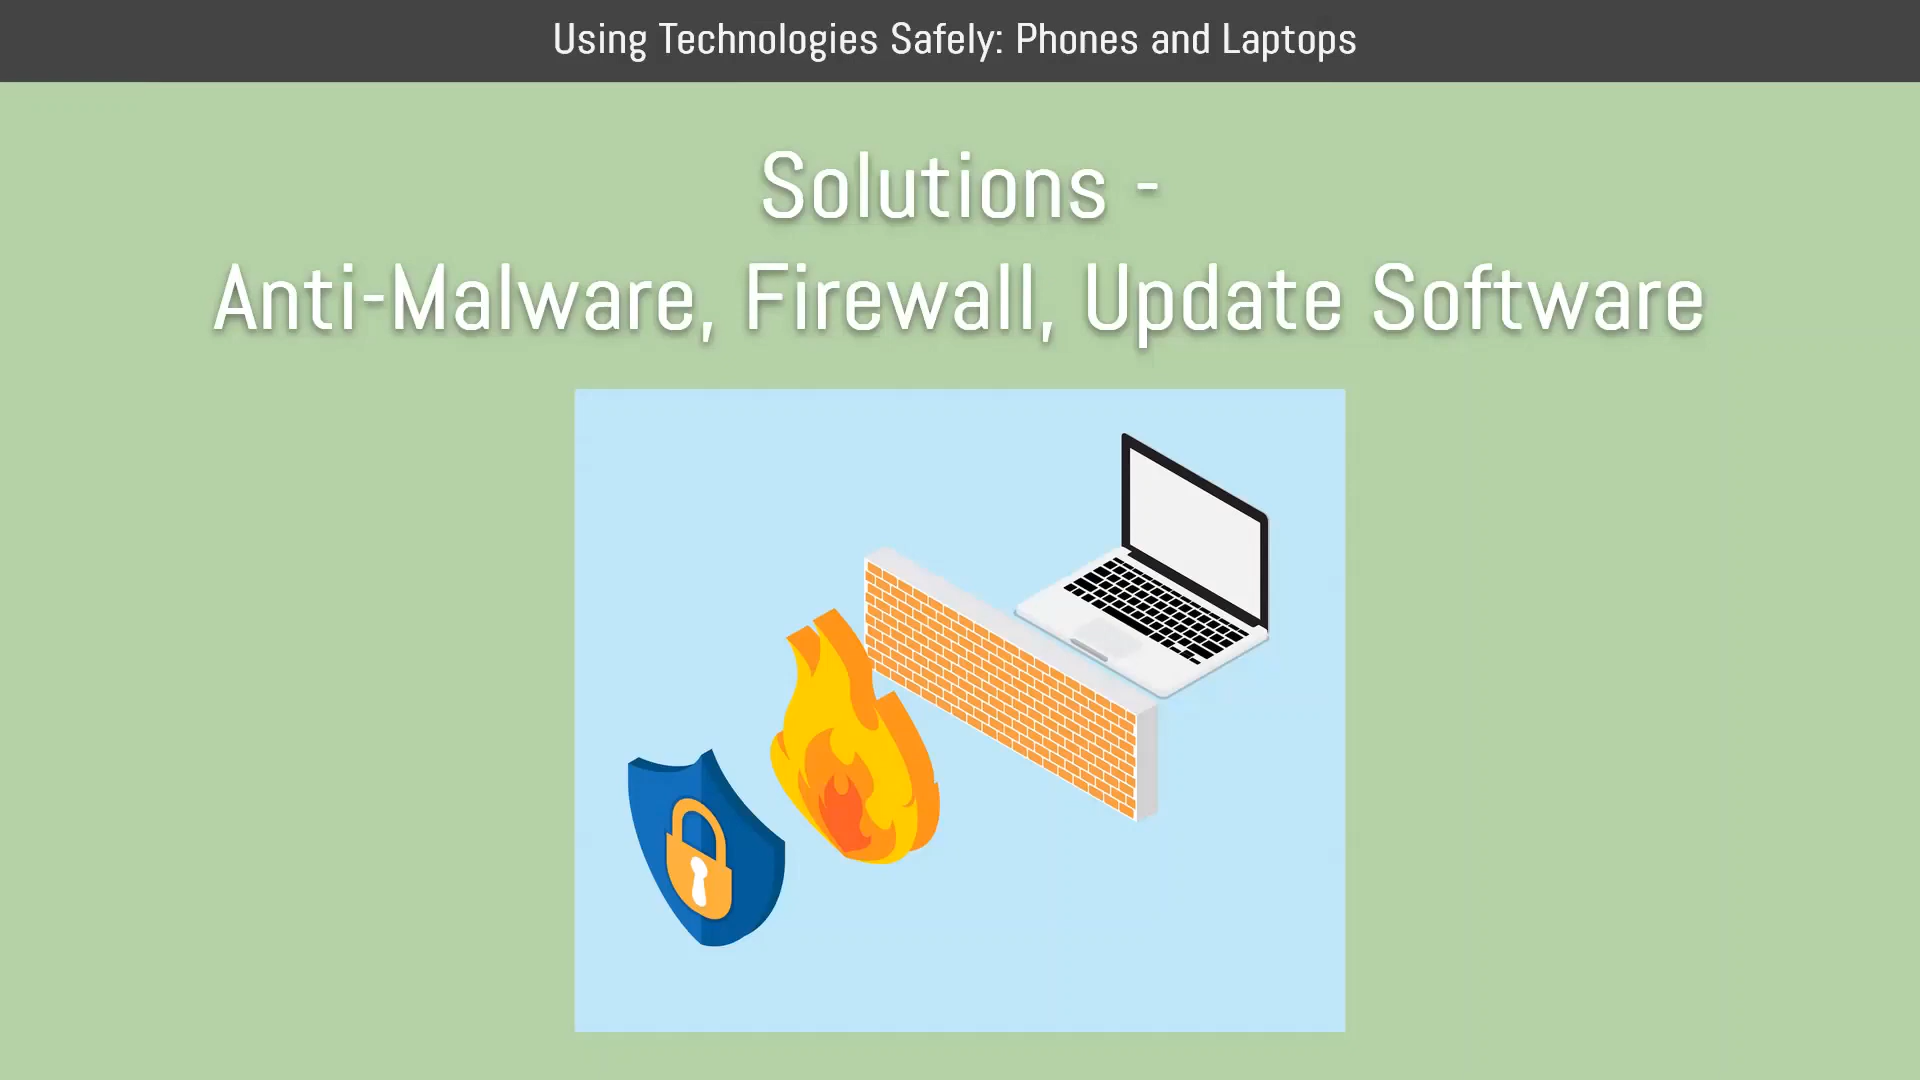 Using Technologies Safely: Phones and Laptops
Solutions -
Anti-Malware, Firewall, Update Software